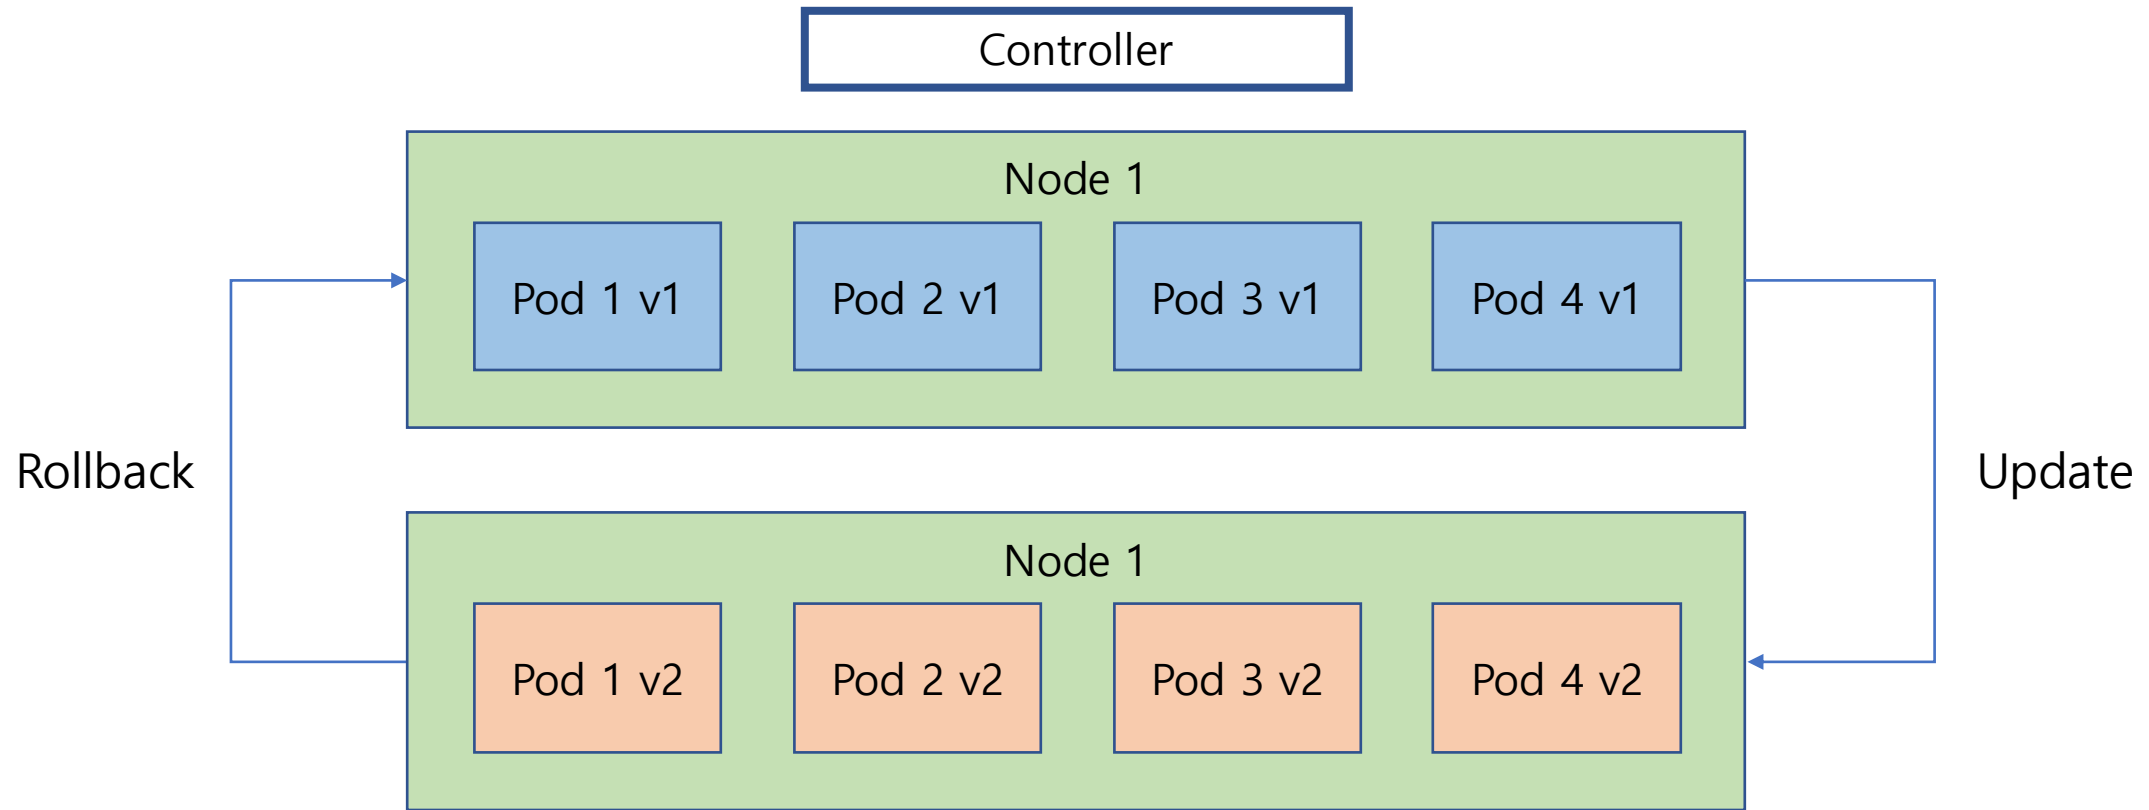 Controller
Node 1
Pod 1 v1
Pod 2 v1
Pod 3 v1
Pod 4 v1
Rollback
Update
Node 1
Pod 1 v2
Pod 2 v2
Pod 3 v2
Pod 4 v2